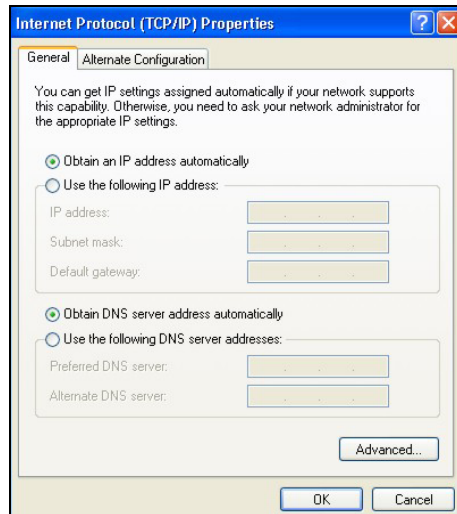 Internet Protocol (TCP/IP) Properties
General
Alternate Configuration
You can get IP settings assigned automatically if your network supports
this capability. Otherwise, you need to ask your network administrator for
the appropriate IP settings.
Obtain an IP address automatically
Use the following IP address:
IP address:
Subnet mask:
Default gateway:
Obtain DNS server address automatically
Use the following DNS server addresses:
Preferred DNS server:
Alternate DNS server:
Advanced...
OK
Cancel